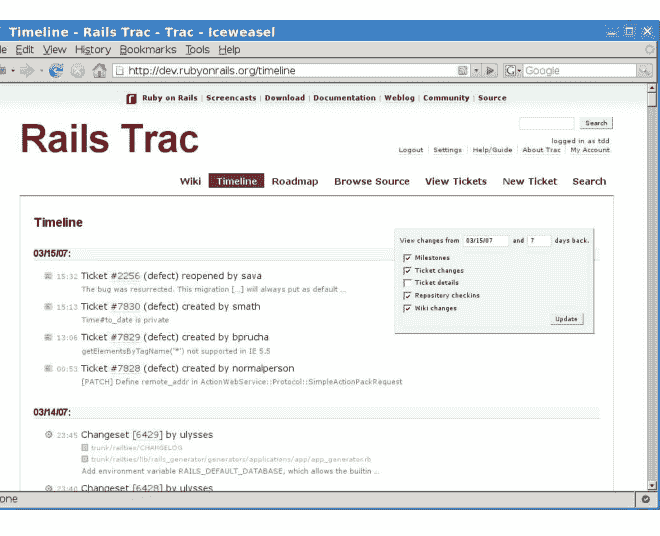 Timeline - Rails Trac - Trac - Iceweasel
Edit View History Bookmarks Tools Help
http://dev.rubyonrails.org/timeline
Google
Ruby on Rails | Screencasts | Download | Documentation | Weblog | Community | Source
Rails Trac
Search
logged in as tdd
Logout Settings Help/Guide About Trac My Account
Wiki Timeline Roadmap Browse Source View Tickets New Ticket Search
Timeline
View changes from 03/15/07 and 7 days back.
Milestones
Ticket changes
Ticket details
Repository checkins
Wiki changes
Update
03/15/07:
15:32 Ticket #2256 (defect) reopened by sava
The bug was resurrected. This migration [...] will always put as default ...
15:13 Ticket #7830 (defect) created by smath
Time#to_date is private
13:06 Ticket #7829 (defect) created by bprucha
getElementsByTagName('*') not supported in IE 5.5
00:53 Ticket #7828 (defect) created by normalperson
[PATCH] Define remote_addr in ActionWebService::Protocol::SimpleActionPackRequest
03/14/07:
23:45 Changeset [6429] by ulysses
trunk/railties/CHANGELOG
trunk/railties/lib/rails_generator/generators/applications/app/app_generator.rb
Add environment variable RAILS_DEFAULT_DATABASE, which allows the builtin ...
23:40 Changeset [6428] by ulysses